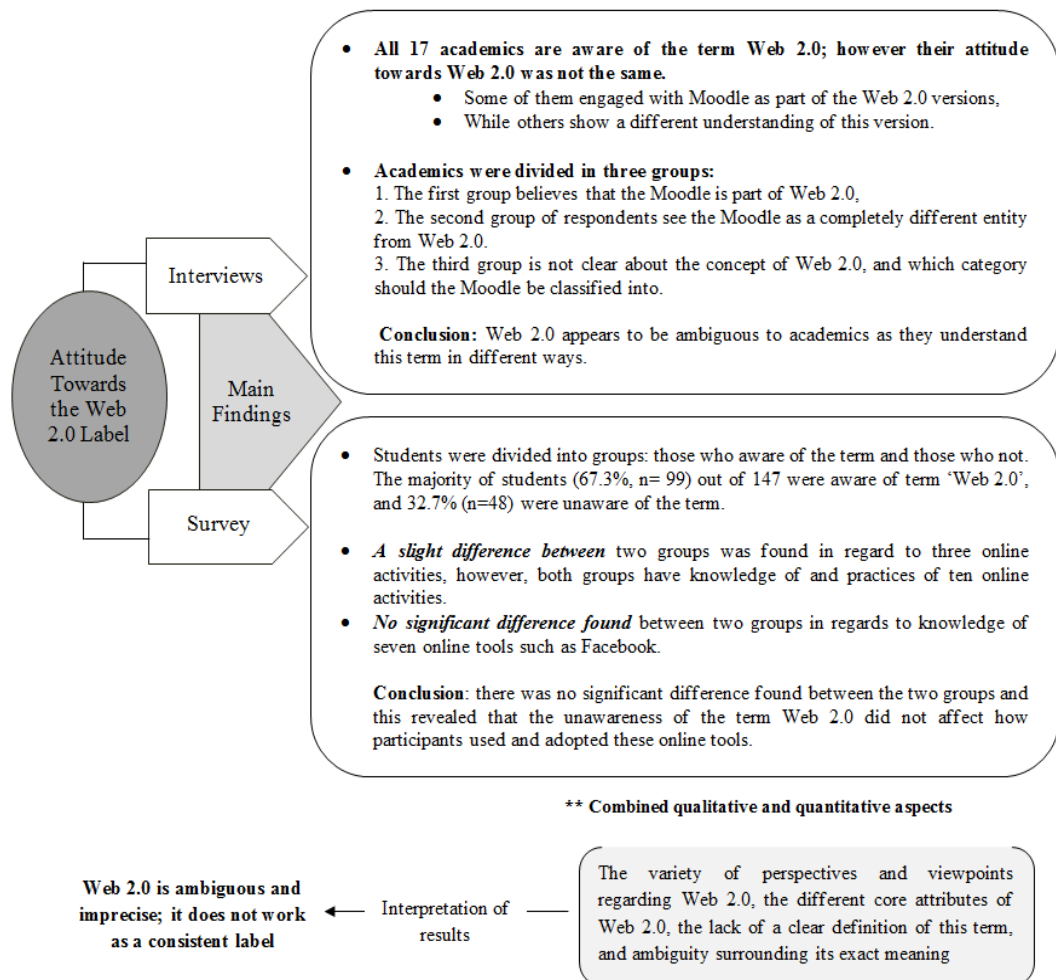 • All 17 academics are aware of the term Web 2.0; however their attitude
towards Web 2.0 was not the same.
• Some of them engaged with Moodle as part of the Web 2.0 versions,
• While others show a different understanding of this version.
• Academics were divided in three groups:
1. The first group believes that the Moodle is part of Web 2.0,
2. The second group of respondents see the Moodle as a completely different entity
from Web 2.0.
3. The third group is not clear about the concept of Web 2.0, and which category
should the Moodle be classified into.
Conclusion: Web 2.0 appears to be ambiguous to academics as they understand
this term in different ways.
Interviews
Attitude
Towards
the Web
2.0 Label
Main
Findings
Survey
• Students were divided into groups: those who aware of the term and those who not.
The majority of students (67.3%, n= 99) out of 147 were aware of term ‘Web 2.0’,
and 32.7% (n=48) were unaware of the term.
• A slight difference between two groups was found in regard to three online
activities, however, both groups have knowledge of and practices of ten online
activities.
• No significant difference found between two groups in regards to knowledge of
seven online tools such as Facebook.
Conclusion: there was no significant difference found between the two groups and
this revealed that the unawareness of the term Web 2.0 did not affect how
participants used and adopted these online tools.
** Combined qualitative and quantitative aspects
Web 2.0 is ambiguous and
imprecise; it does not work
as a consistent label
Interpretation of
results
The variety of perspectives and viewpoints
regarding Web 2.0, the different core attributes of
Web 2.0, the lack of a clear definition of this term,
and ambiguity surrounding its exact meaning